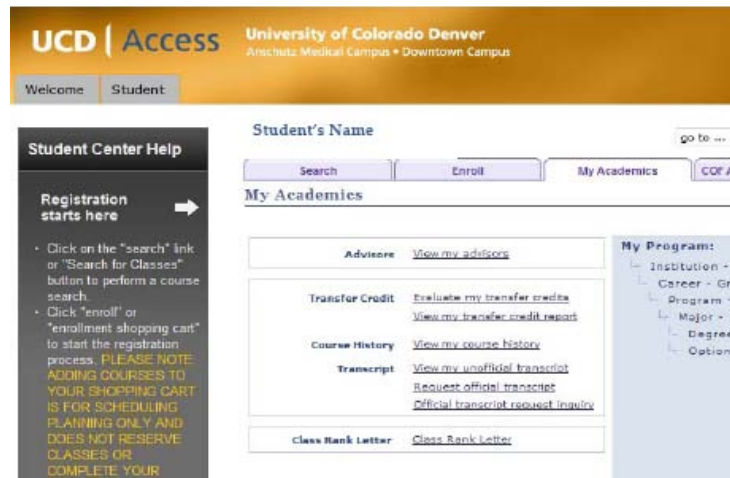 UCD | Access
University of Colorado Denver
Anschutz Medical Campus • Downtown Campus
Welcome Student
Student Center Help
Registration
starts here
• Click on the "search" link
or "Search for Classes"
button to perform a course
search.
• Click "enroll" or
"enrollment shopping cart"
to start the registration
process. PLEASE NOTE
ADDING COURSES TO
YOUR SHOPPING CART
IS FOR SCHEDULING
PLANNING ONLY AND
DOES NOT RESERVE
CLASSES OR
COMPLETE YOUR
Student's Name
go to ...
Search Enroll My Academics COF A
My Academics
Advisors View my advisors
Transfer Credit Evaluate my transfer credits
View my transfer credit report
Course History View my course history
Transcript View my unofficial transcript
Request official transcript
Official transcript request inquiry
Class Rank Letter Class Rank Letter
My Program:
Institution -
Career - Gr
Program -
Major -
Degree
Option